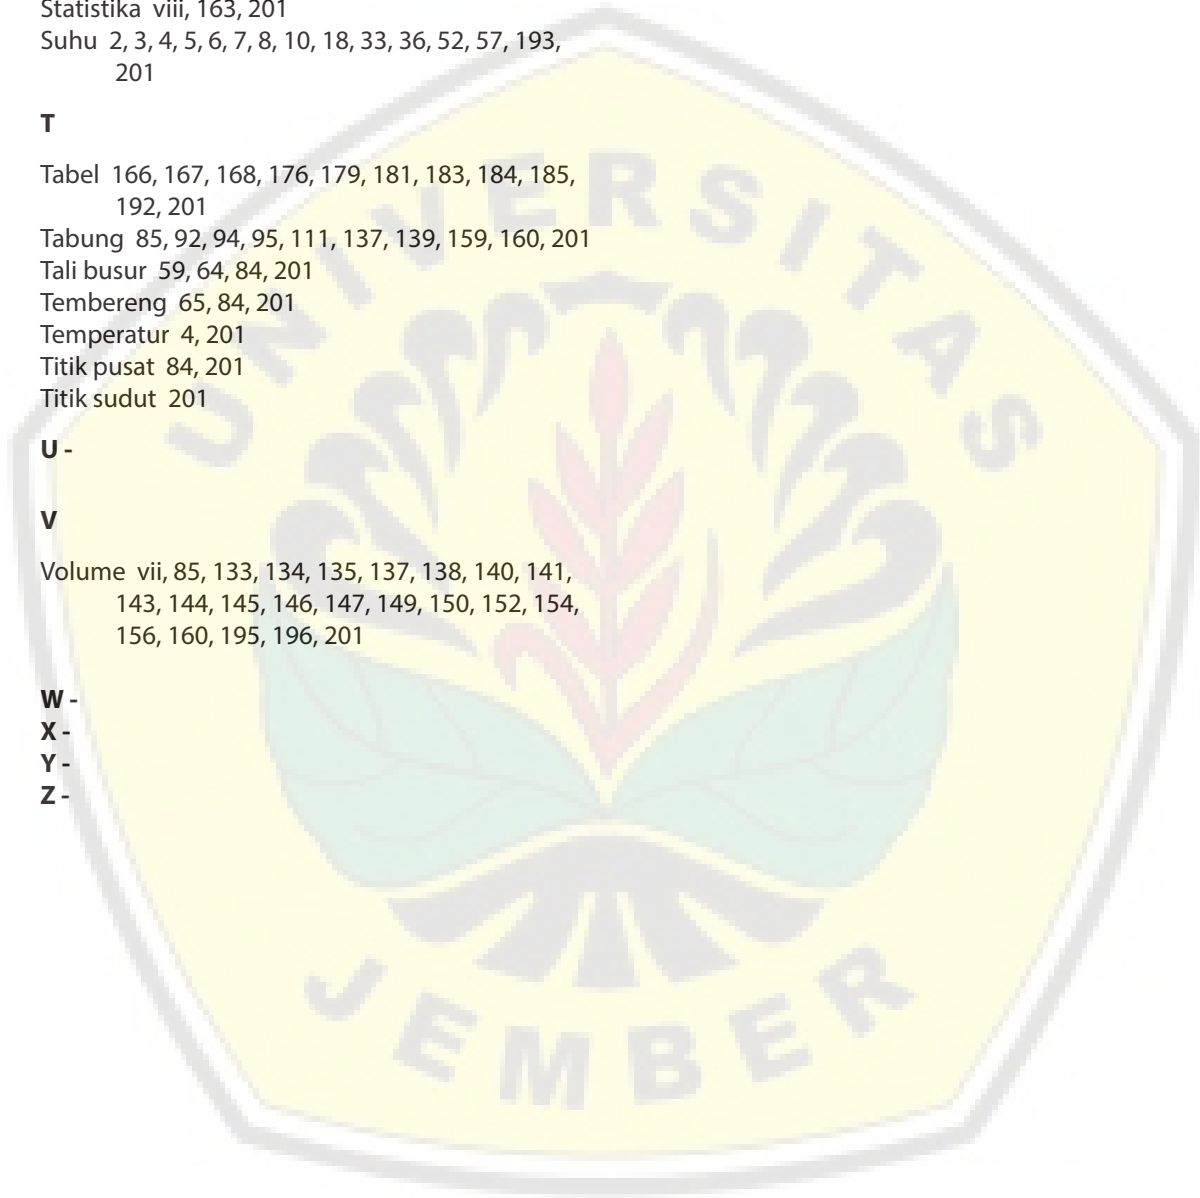 Statistika viii, 163, 201
Suhu 2, 3, 4, 5, 6, 7, 8, 10, 18, 33, 36, 52, 57, 193,
201
T
Tabel 166, 167, 168, 176, 179, 181, 183, 184, 185,
192, 201
Tabung 85, 92, 94, 95, 111, 137, 139, 159, 160, 201
Tali busur 59, 64, 84, 201
Tembereng 65, 84, 201
Temperatur 4, 201
Titik pusat 84, 201
Titik sudut 201
U -
V
Volume vii, 85, 133, 134, 135, 137, 138, 140, 141,
143, 144, 145, 146, 147, 149, 150, 152, 154,
156, 160, 195, 196, 201
W -
X -
Y -
Z -
UNIVERSITAS
JEMBER